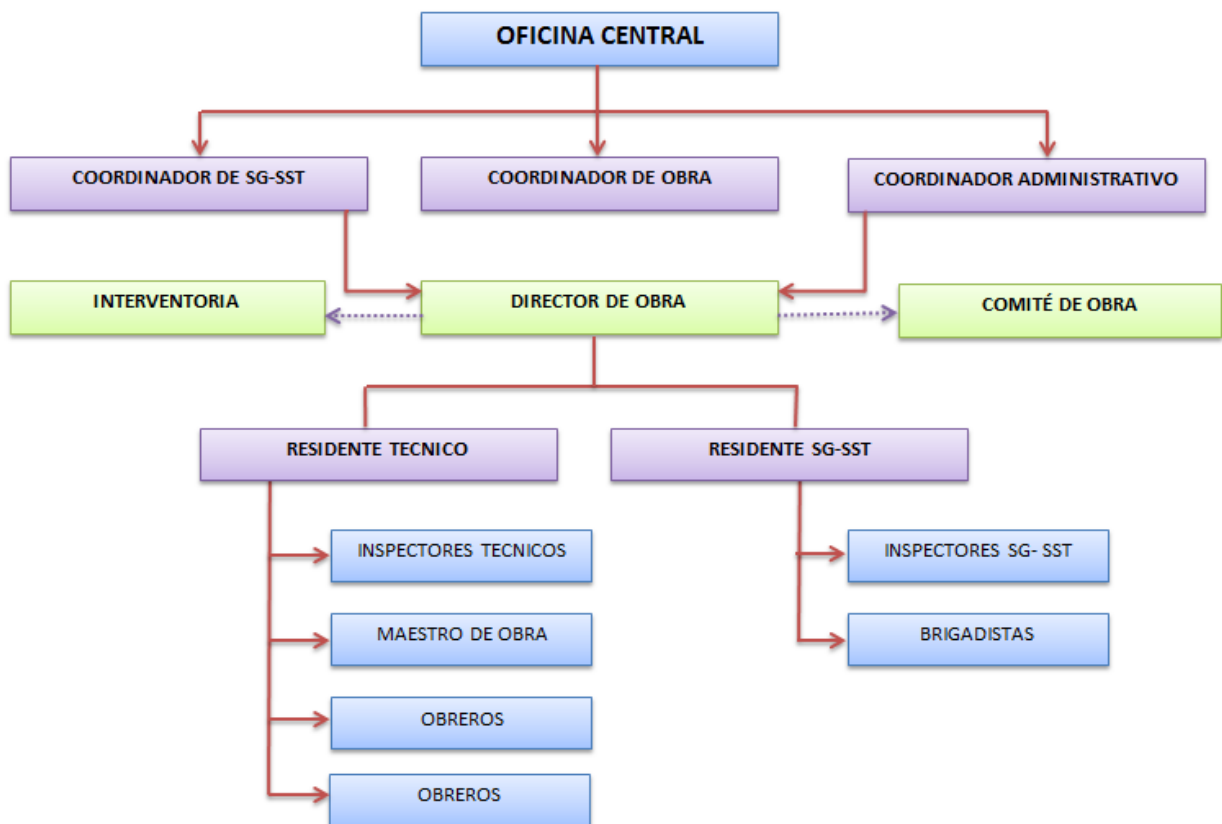 OFICINA CENTRAL
COORDINADOR DE SG-SST
COORDINADOR DE OBRA
COORDINADOR ADMINISTRATIVO
INTERVENTORIA
DIRECTOR DE OBRA
COMITÉ DE OBRA
RESIDENTE TECNICO
RESIDENTE SG-SST
INSPECTORES TECNICOS
INSPECTORES SG- SST
MAESTRO DE OBRA
BRIGADISTAS
OBREROS
OBREROS